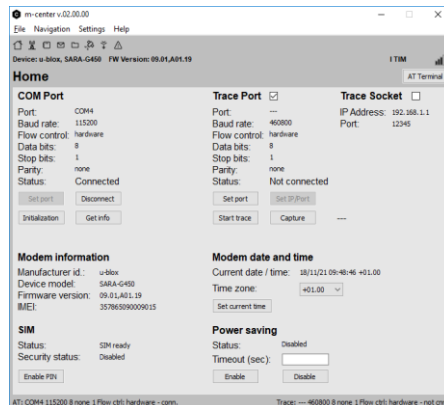 m-center v.02.00.00
File Navigation Settings Help
Device: u-blox, SARA-G450 FW Version: 09.01,A01.19 I TIM
Home AT Terminal
COM Port
Port: COM4
Baud rate: 115200
Flow control: hardware
Data bits: 8
Stop bits: 1
Parity: none
Status: Connected
Set port Disconnect
Initialization Get info
Trace Port
Port: ---
Baud rate: 460800
Flow control: hardware
Data bits: 8
Stop bits: 1
Parity: none
Status: Not connected
Set port Set IP/Port
Start trace Capture ---
Trace Socket
IP Address: 192.168.1.1
Port: 12345
Modem information
Manufacturer id.: u-blox
Device model: SARA-G450
Firmware version: 09.01,A01.19
IMEI: 357865090009015
Modem date and time
Current date / time: 18/11/21 09:48:46 +01.00
Time zone: +01.00
Set current time
SIM
Status: SIM ready
Security status: Disabled
Enable PIN
Power saving
Status: Disabled
Timeout (sec):
Enable Disable
AT: COM4 115200 8 none 1 Flow ctrl: hardware - conn. Trace: --- 460800 8 none 1 Flow ctrl: hardware - not con